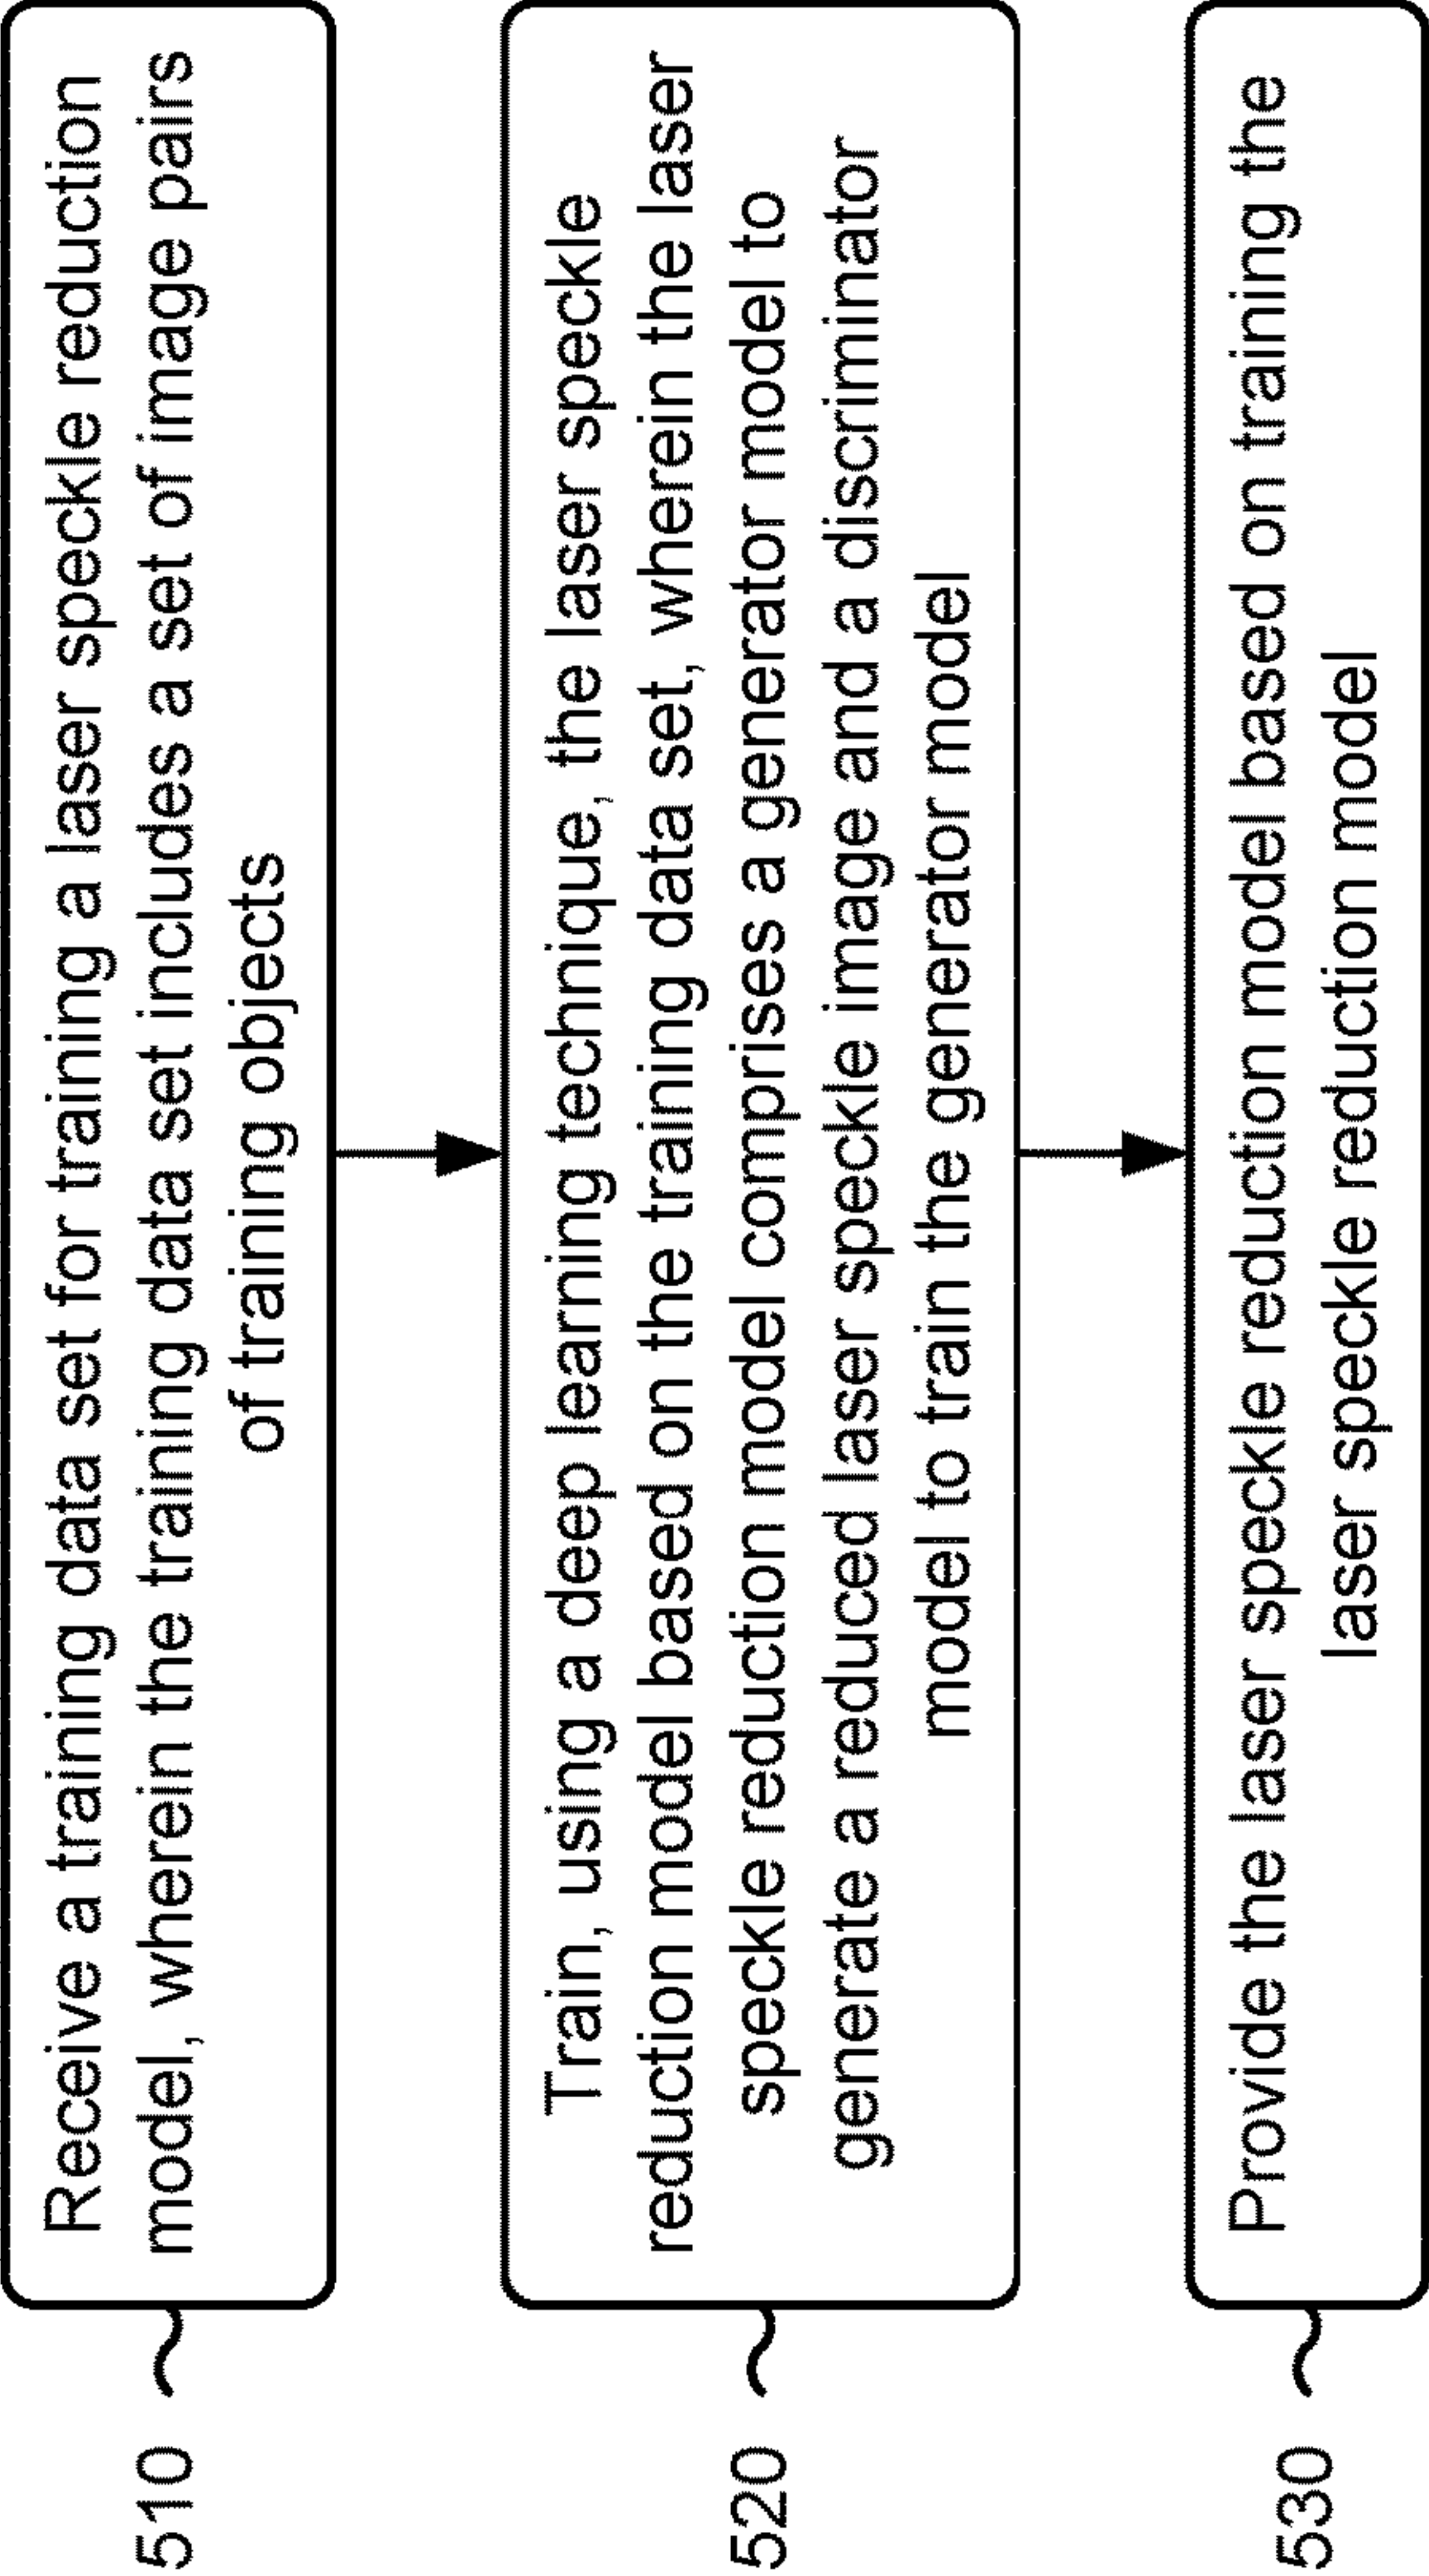 510
Receive a training data set for training a laser speckle reduction
model, wherein the training data set includes a set of image pairs
of training objects
520
Train, using a deep learning technique, the laser speckle
reduction model based on the training data set, wherein the laser
speckle reduction model comprises a generator model to
generate a reduced laser speckle image and a discriminator
model to train the generator model
530
Provide the laser speckle reduction model based on training the
laser speckle reduction model